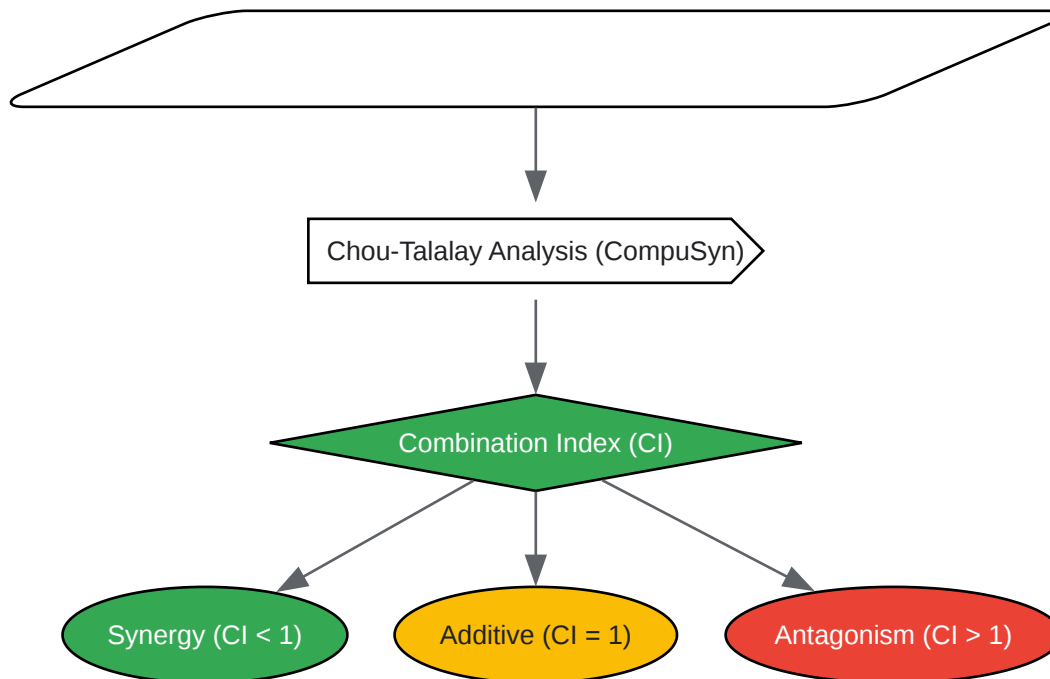 Chou-Talalay Analysis (CompuSyn)
Combination Index (CI)
Synergy (CI < 1)
Additive (CI = 1)
Antagonism (CI > 1)